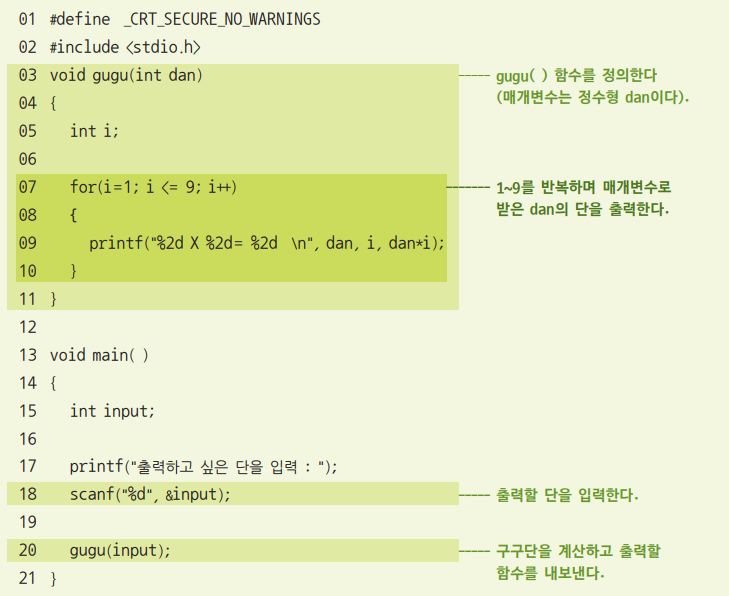 01 #define _CRT_SECURE_NO_WARNINGS
02 #include <stdio.h>
03 void gugu(int dan)
gugu( ) 함수를 정의한다
(매개변수는 정수형 dan이다).
04 {
05 int i;
06
07 for(i=1; i <= 9; i++)
1~9를 반복하며 매개변수로
받은 dan의 단을 출력한다.
08 {
09 printf("%2d X %2d= %2d \n", dan, i, dan*i);
10 }
11 }
12
13 void main( )
14 {
15 int input;
16
17 printf("출력하고 싶은 단을 입력 : ");
18 scanf("%d", &input);
출력할 단을 입력한다.
19
20 gugu(input);
구구단을 계산하고 출력할
함수를 내보낸다.
21 }